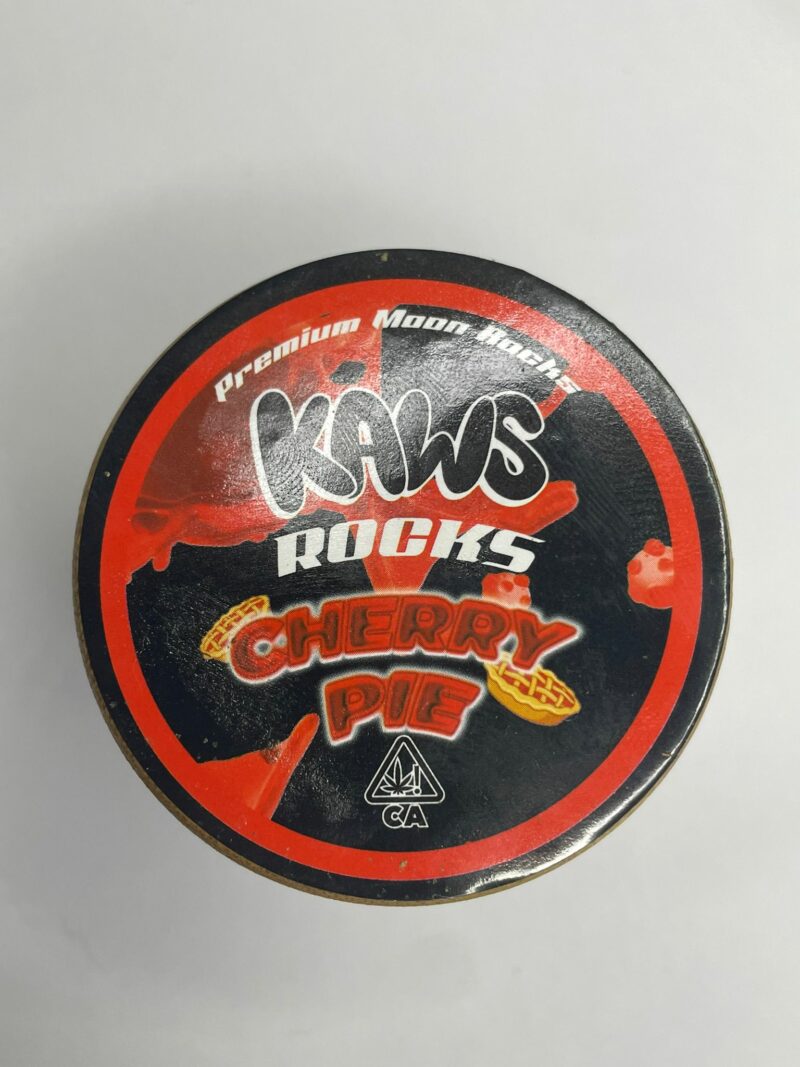 Premium Moon Rocks
KAWS
ROCKS
CHERRY
PIE
!
CA